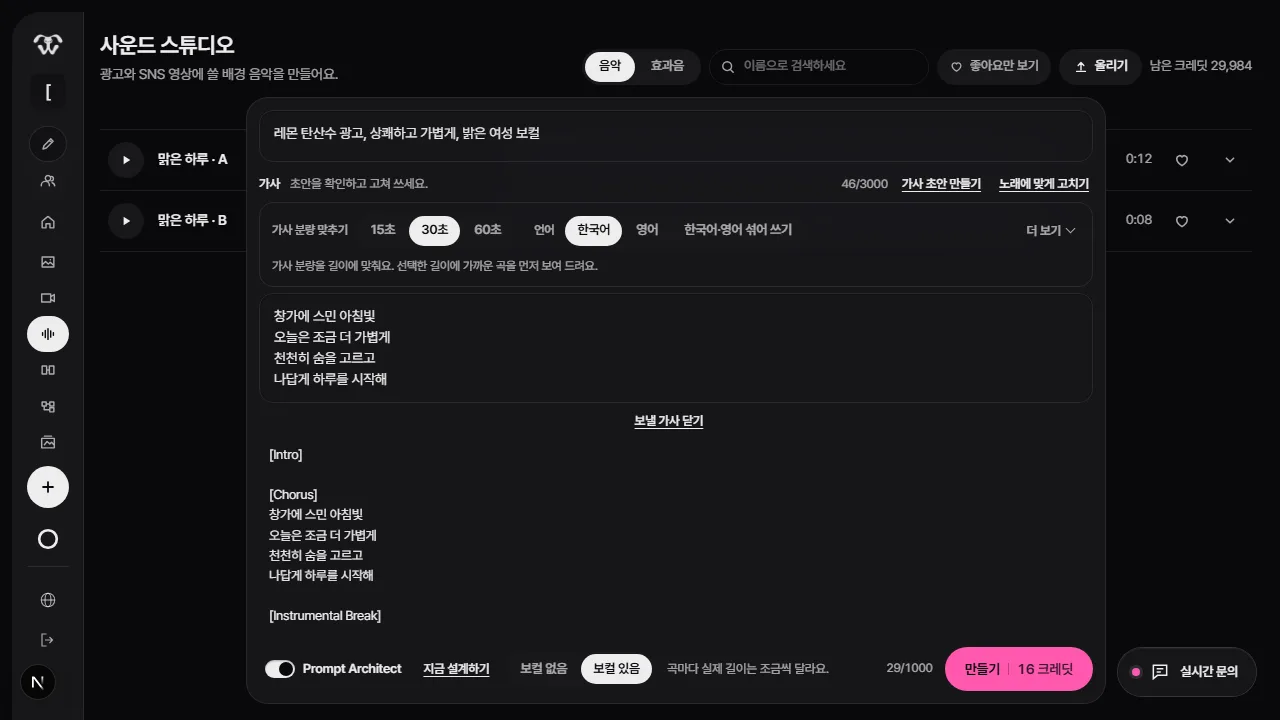 사운드 스튜디오
광고와 SNS 영상에 쓸 배경 음악을 만들어요.
음악 효과음 이름으로 검색하세요 좋아요만 보기 올리기 남은 크레딧 29,984
[
레몬 탄산수 광고, 상쾌하고 가볍게, 밝은 여성 보컬
맑은 하루 · A 0:12
가사 초안을 확인하고 고쳐 쓰세요. 46/3000 가사 초안 만들기 노래에 맞게 고치기
맑은 하루 · B 0:08
가사 분량 맞추기 15초 30초 60초 언어 한국어 영어 한국어·영어 섞어 쓰기 더 보기
가사 분량을 길이에 맞춰요. 선택한 길이에 가까운 곡을 먼저 보여 드려요.
창가에 스민 아침빛
오늘은 조금 더 가볍게
천천히 숨을 고르고
나답게 하루를 시작해
보낼 가사 닫기
[Intro]
[Chorus]
창가에 스민 아침빛
오늘은 조금 더 가볍게
천천히 숨을 고르고
나답게 하루를 시작해
[Instrumental Break]
Prompt Architect 지금 설계하기 보컬 없음 보컬 있음 곡마다 실제 길이는 조금씩 달라요. 29/1000 만들기 16 크레딧
실시간 문의
N